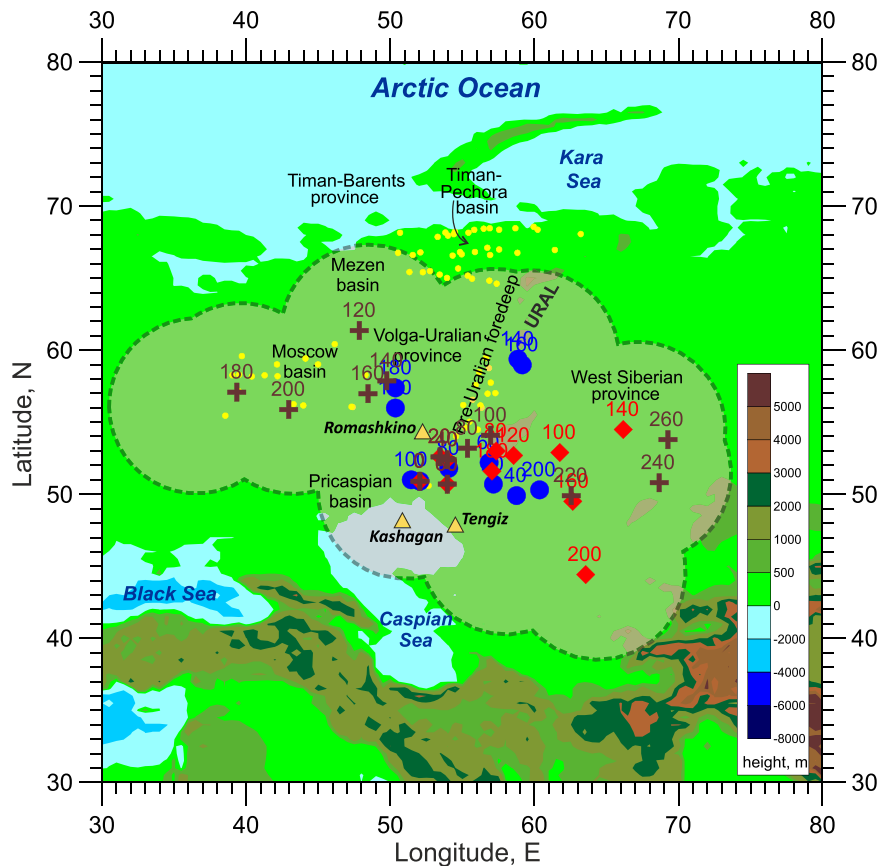 30 40 50 60 70 80
80 80
Arctic Ocean
Kara
Sea
Timan-
Pechora
basin
Timan-Barents
province
70 70
Mezen
basin
URAL
120
Pre-Uralian foredeep
Volga-Uralian
province
140
160
60 60
Moscow
basin
140
180
160
180
200
West Siberian
province
140
260
100
Romashkino
120
100
240
220
160
100
40
200
0
Pricaspian
basin
50 50
Kashagan
Tengiz
200
Black Sea
Caspian
Sea
40 40
30 30
30 40 50 60 70 80
5000
4000
3000
2000
1000
500
0
-2000
-4000
-6000
-8000
height, m
Latitude, N
Longitude, E